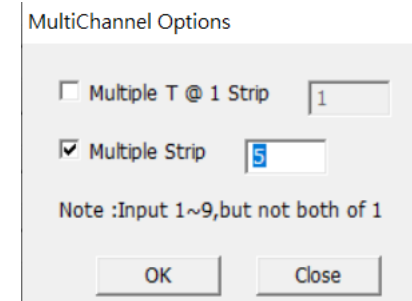 MultiChannel Options
Multiple T @ 1 Strip 1
Multiple Strip 5
Note :Input 1~9,but not both of 1
OK Close